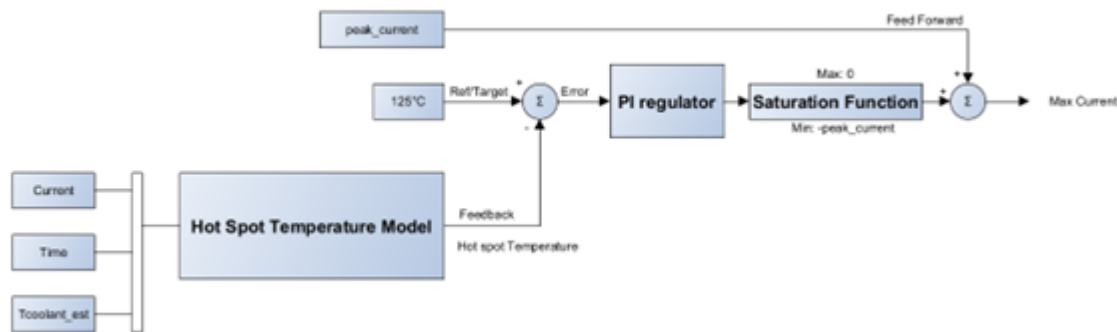 Feed Forward
peak_current
Max: 0
125°C
Ref/Target
+
Σ
Error
PI regulator
Saturation Function
+
+
Σ
Max Current
-
Min: -peak_current
Current
Hot Spot Temperature Model
Feedback
Time
Hot spot Temperature
Tcoolant_est